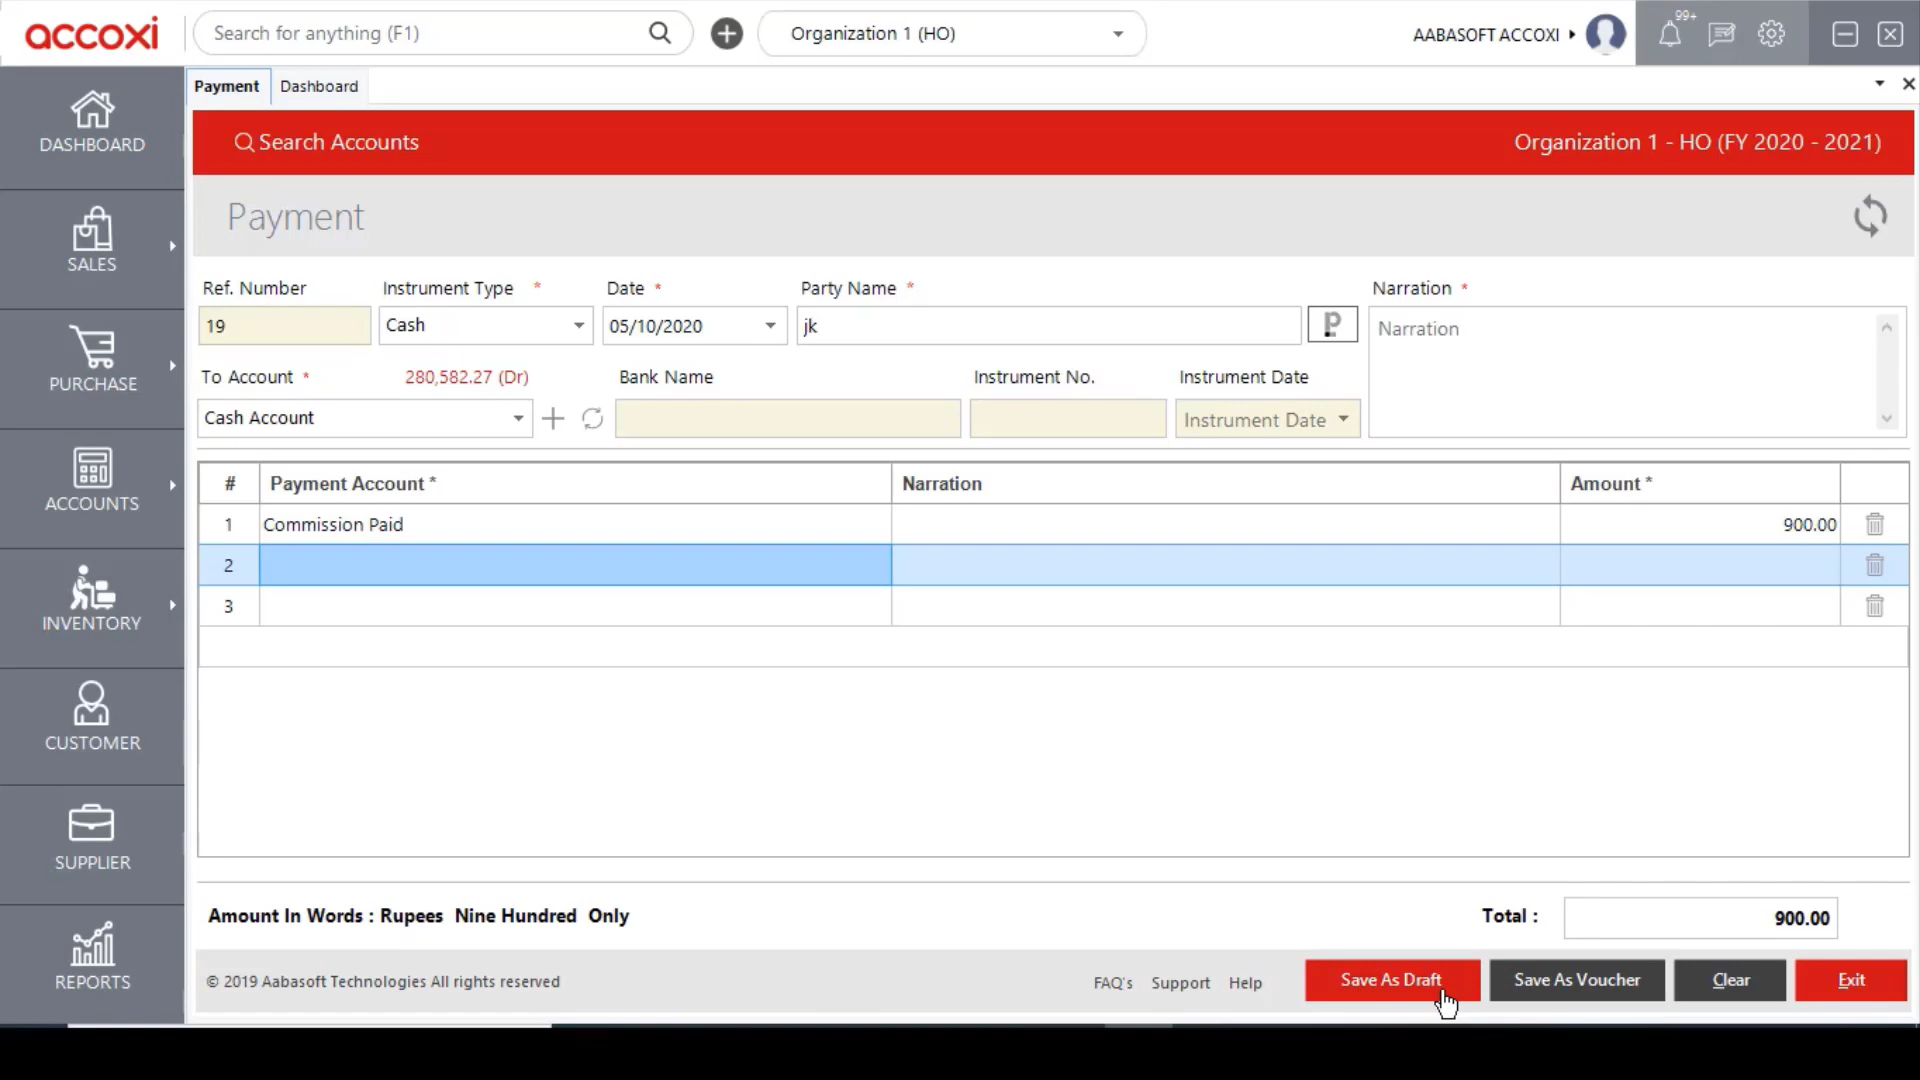 accoxi
Search for anything (F1)
Organization 1 (HO)
AABASOFT ACCOXI
99+
Payment
Dashboard
Search Accounts
Organization 1 - HO (FY 2020 - 2021)
Payment
DASHBOARD
SALES
PURCHASE
ACCOUNTS
INVENTORY
CUSTOMER
SUPPLIER
REPORTS
Ref. Number
Instrument Type *
Date *
Party Name *
Narration *
19
Cash
05/10/2020
jk
P
Narration
To Account *
280,582.27 (Dr)
Bank Name
Instrument No.
Instrument Date
Cash Account
Instrument Date
# Payment Account * Narration Amount *
1 Commission Paid 900.00
2
3
Amount In Words : Rupees Nine Hundred Only
Total : 900.00
© 2019 Aabasoft Technologies All rights reserved
FAQ's Support Help
Save As Draft
Save As Voucher
Clear
Exit